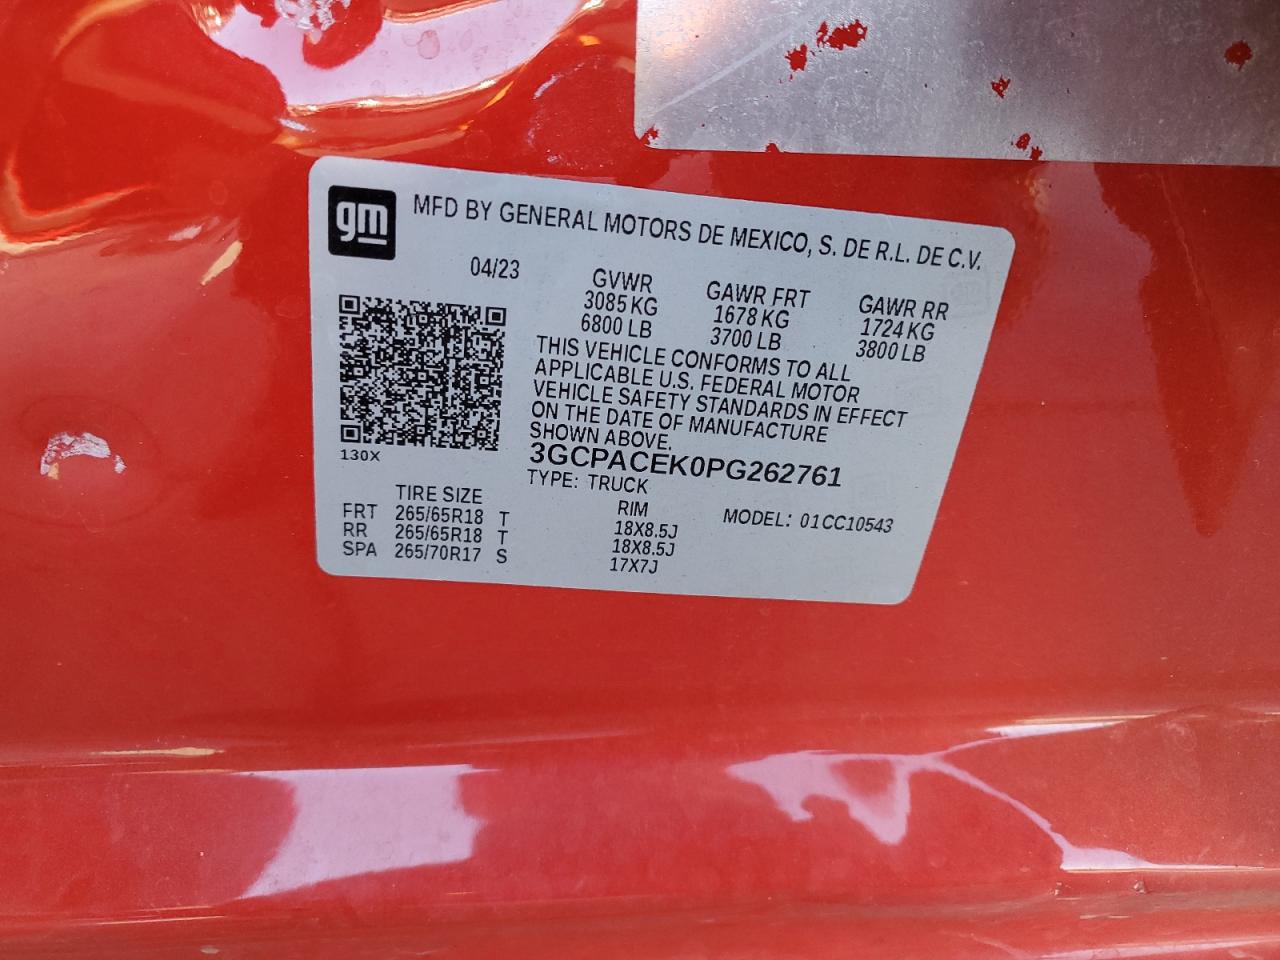 gm
MFD BY GENERAL MOTORS DE MEXICO, S. DE R.L. DE C.V.
04/23 GVWR GAWR FRT GAWR RR
3085 KG 1678 KG 1724 KG
6800 LB 3700 LB 3800 LB
THIS VEHICLE CONFORMS TO ALL
APPLICABLE U.S. FEDERAL MOTOR
VEHICLE SAFETY STANDARDS IN EFFECT
ON THE DATE OF MANUFACTURE
SHOWN ABOVE.
3GCPACEK0PG262761
130X
TYPE: TRUCK
TIRE SIZE RIM MODEL: 01CC10543
FRT 265/65R18 T 18X8.5J
RR 265/65R18 T 18X8.5J
SPA 265/70R17 S 17X7J